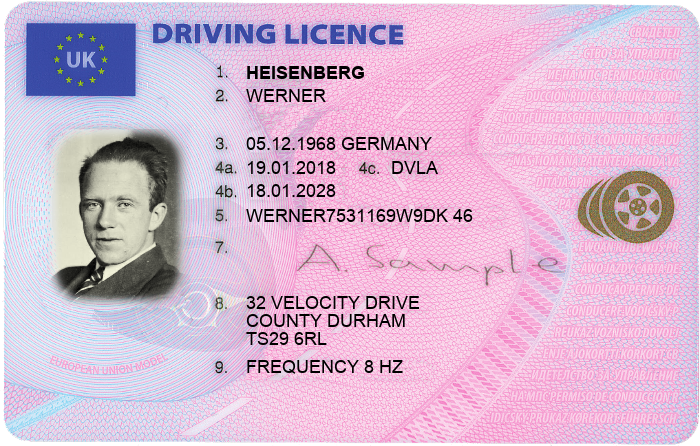 UK
DRIVING LICENCE
1. HEISENBERG
2. WERNER
3. 05.12.1968 GERMANY
4a. 19.01.2018 4c. DVLA
4b. 18.01.2028
5. WERNER7531169W9DK 46
7. A. Sample
8. 32 VELOCITY DRIVE
COUNTY DURHAM
TS29 6RL
9. FREQUENCY 8 HZ
EUROPEAN UNION MODEL